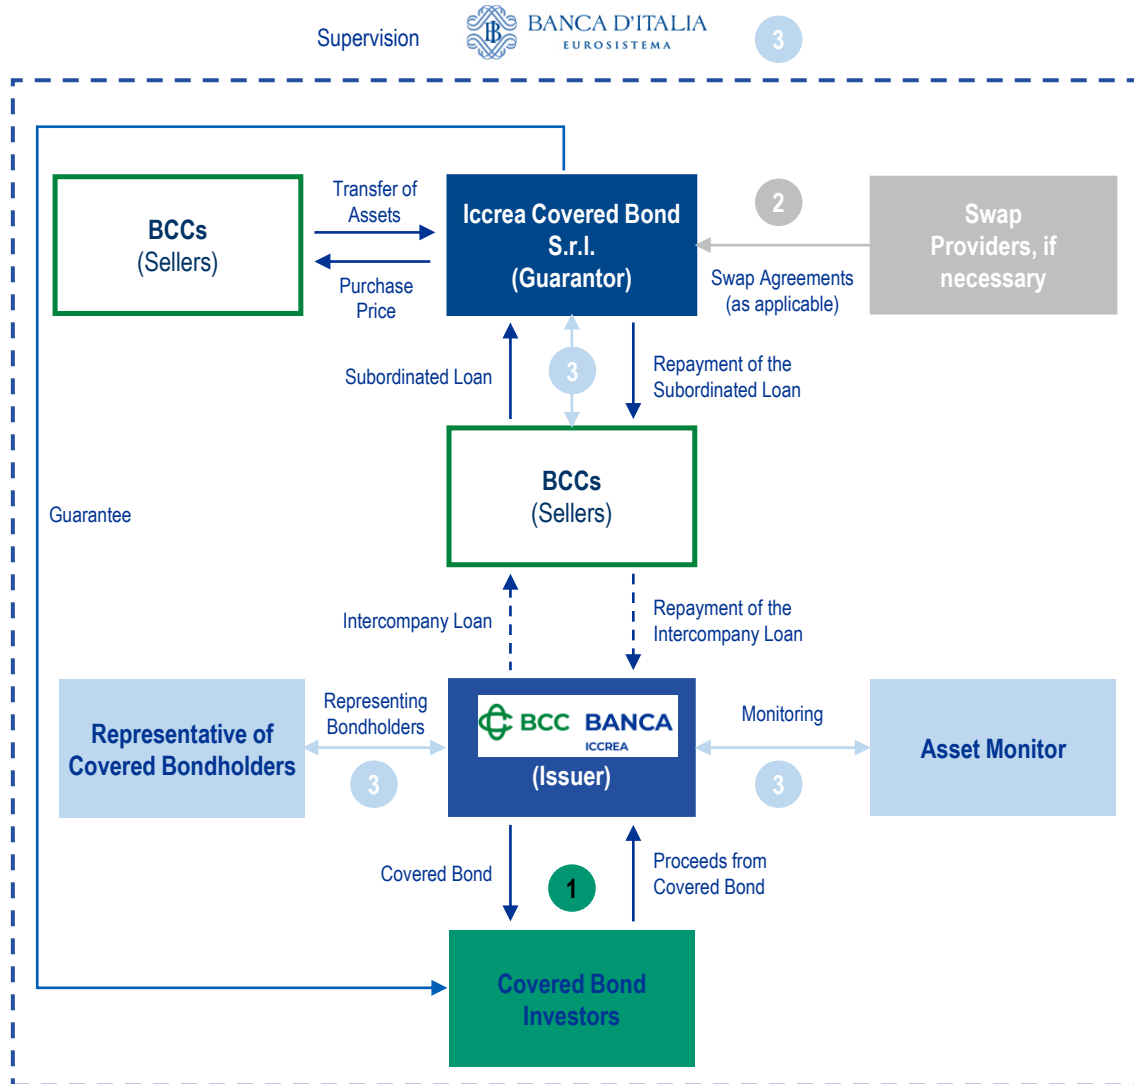 Supervision
BANCA D'ITALIA
EUROSISTEMA
3
BCCs
(Sellers)
Transfer of
Assets
Purchase
Price
Iccrea Covered Bond
S.r.l.
(Guarantor)
2
Swap Agreements
(as applicable)
Swap
Providers, if
necessary
Subordinated Loan
3
Repayment of the
Subordinated Loan
BCCs
(Sellers)
Guarantee
Intercompany Loan
Repayment of the
Intercompany Loan
Representative of
Covered Bondholders
Representing
Bondholders
3
BCC BANCA
ICCREA
(Issuer)
Monitoring
3
Asset Monitor
Covered Bond
1
Proceeds from
Covered Bond
Covered Bond
Investors